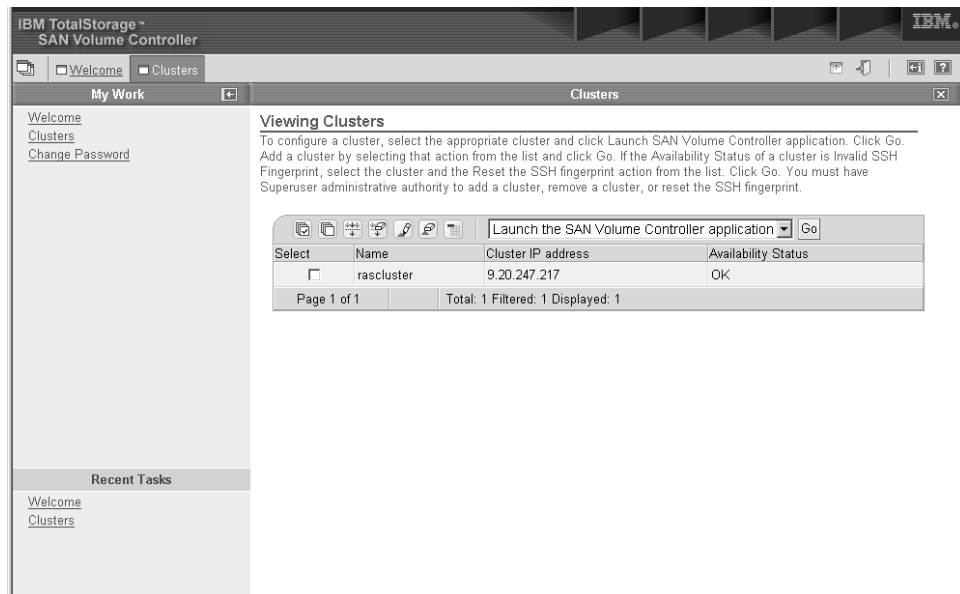 IBM TotalStorage™
SAN Volume Controller
IBM®
Welcome
Clusters
?
My Work
Clusters
Welcome
Clusters
Change Password
Viewing Clusters
To configure a cluster, select the appropriate cluster and click Launch SAN Volume Controller application. Click Go.
Add a cluster by selecting that action from the list and click Go. If the Availability Status of a cluster is Invalid SSH
Fingerprint, select the cluster and the Reset the SSH fingerprint action from the list. Click Go. You must have
Superuser administrative authority to add a cluster, remove a cluster, or reset the SSH fingerprint.
Launch the SAN Volume Controller application Go
Select Name Cluster IP address Availability Status
rascluster 9.20.247.217 OK
Page 1 of 1 Total: 1 Filtered: 1 Displayed: 1
Recent Tasks
Welcome
Clusters